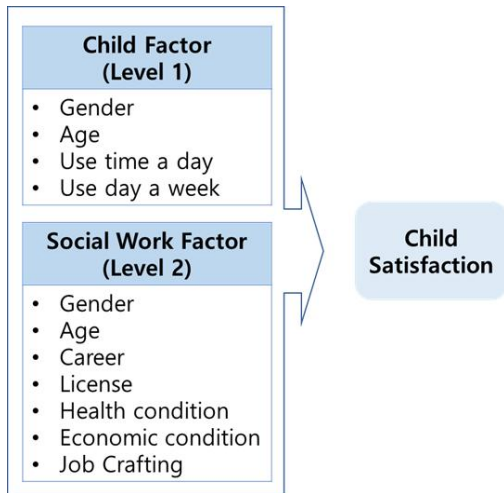 Child Factor
(Level 1)
• Gender
• Age
• Use time a day
• Use day a week
Social Work Factor
(Level 2)
• Gender
• Age
• Career
• License
• Health condition
• Economic condition
• Job Crafting
Child
Satisfaction